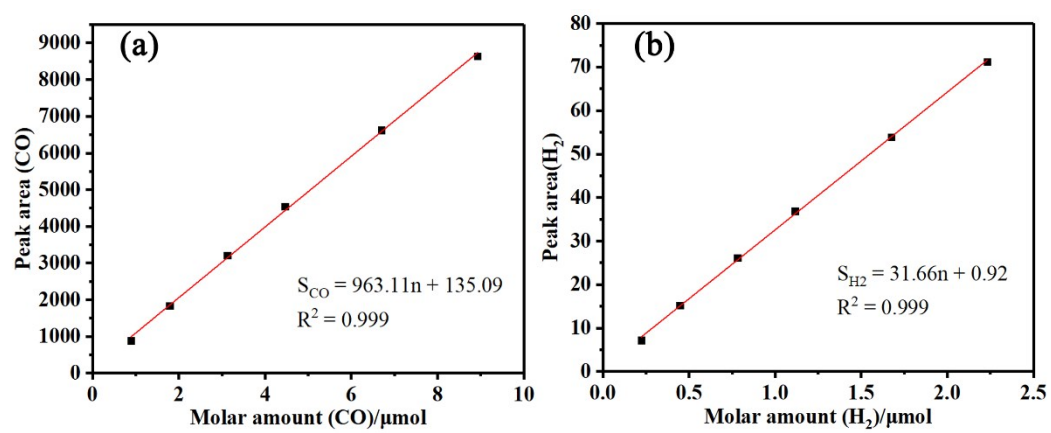 (a)
9000
8000
7000
6000
5000
4000
3000
2000
1000
0
Peak area (CO)
S_CO = 963.11n + 135.09
R² = 0.999
0 2 4 6 8 10
Molar amount (CO)/μmol
(b)
80
70
60
50
40
30
20
10
0
Peak area(H₂)
S_H2 = 31.66n + 0.92
R² = 0.999
0.0 0.5 1.0 1.5 2.0 2.5
Molar amount (H₂)/μmol